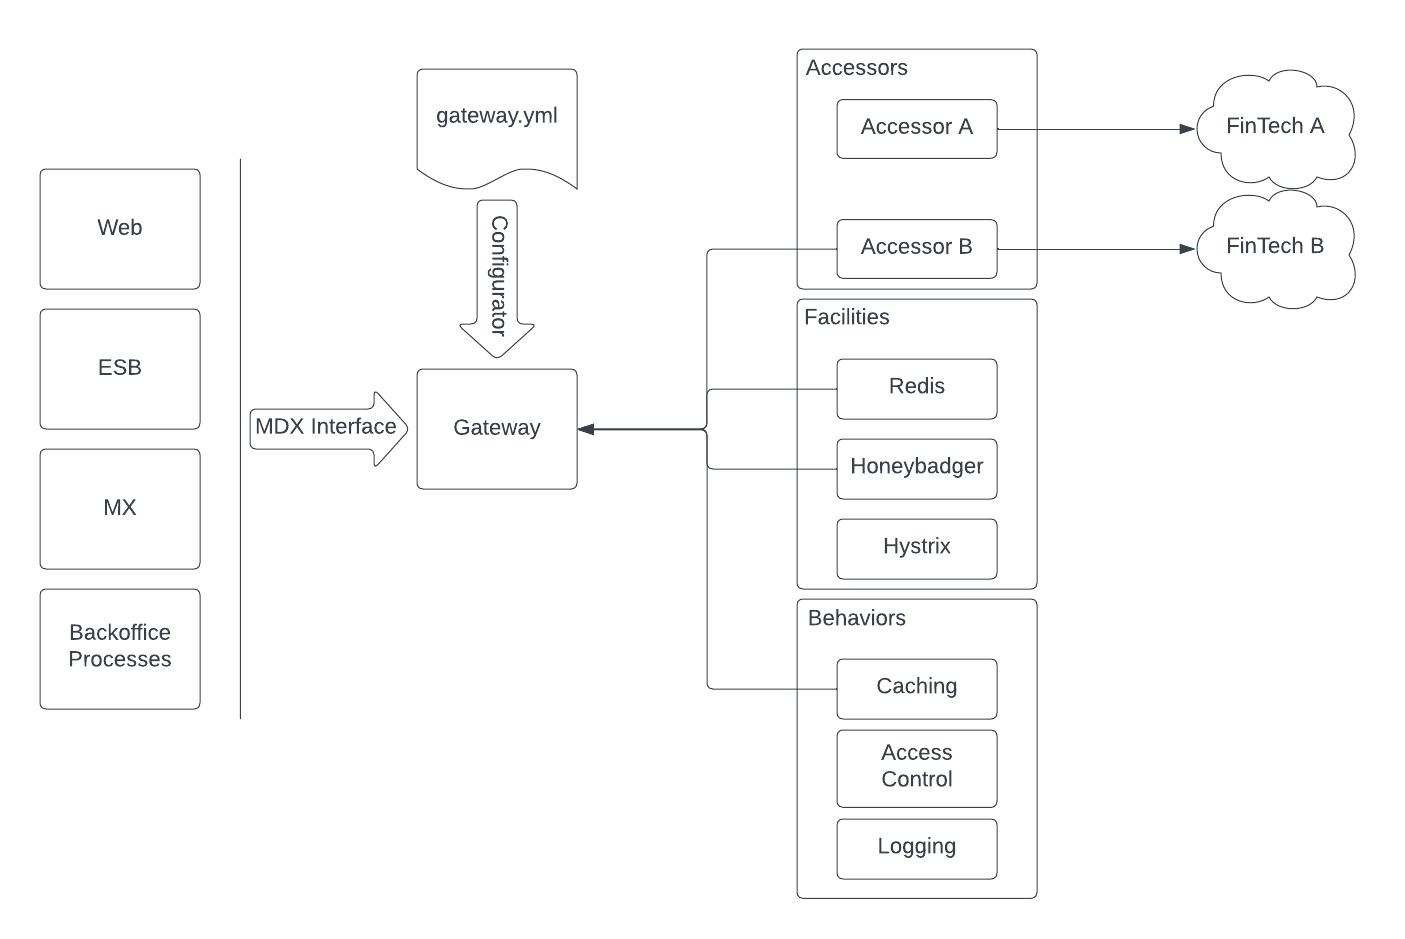 Web
ESB
MX
Backoffice
Processes
MDX Interface
gateway.yml
Configurator
Gateway
Accessors
Accessor A
Accessor B
Facilities
Redis
Honeybadger
Hystrix
Behaviors
Caching
Access
Control
Logging
FinTech A
FinTech B